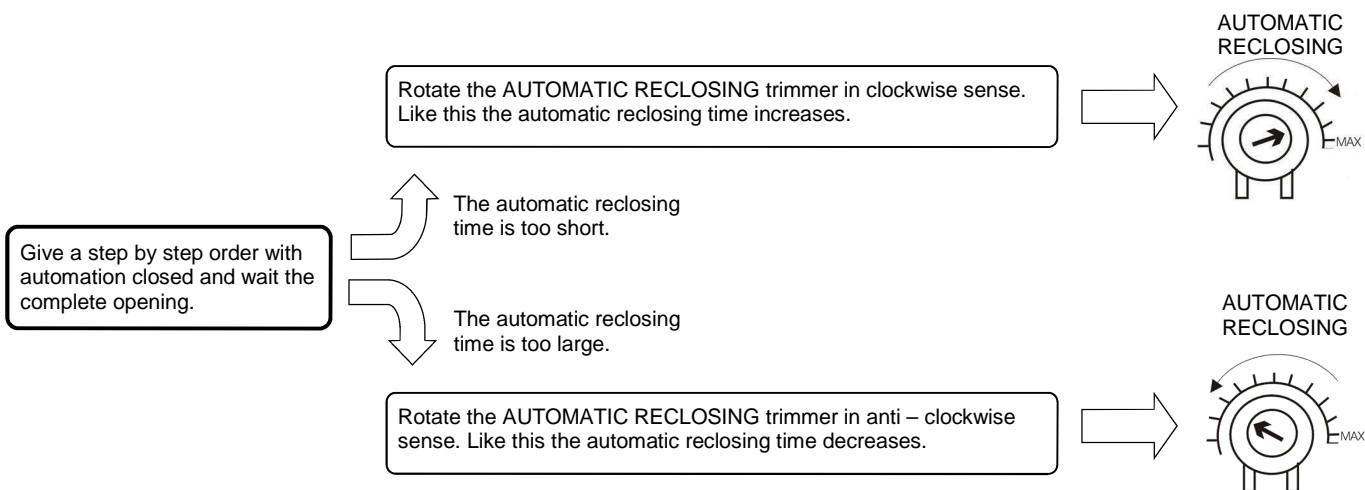 AUTOMATIC
RECLOSING
Rotate the AUTOMATIC RECLOSING trimmer in clockwise sense.
Like this the automatic reclosing time increases.
MAX
The automatic reclosing
time is too short.
Give a step by step order with
automation closed and wait the
complete opening.
The automatic reclosing
time is too large.
AUTOMATIC
RECLOSING
Rotate the AUTOMATIC RECLOSING trimmer in anti – clockwise
sense. Like this the automatic reclosing time decreases.
MAX